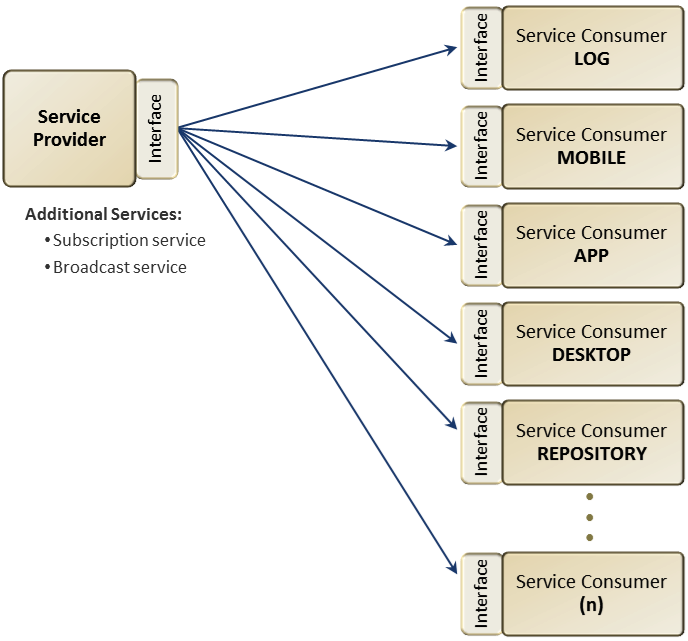 Service
Provider
Interface
Additional Services:
• Subscription service
• Broadcast service
Interface
Service Consumer
LOG
Interface
Service Consumer
MOBILE
Interface
Service Consumer
APP
Interface
Service Consumer
DESKTOP
Interface
Service Consumer
REPOSITORY
Interface
Service Consumer
(n)